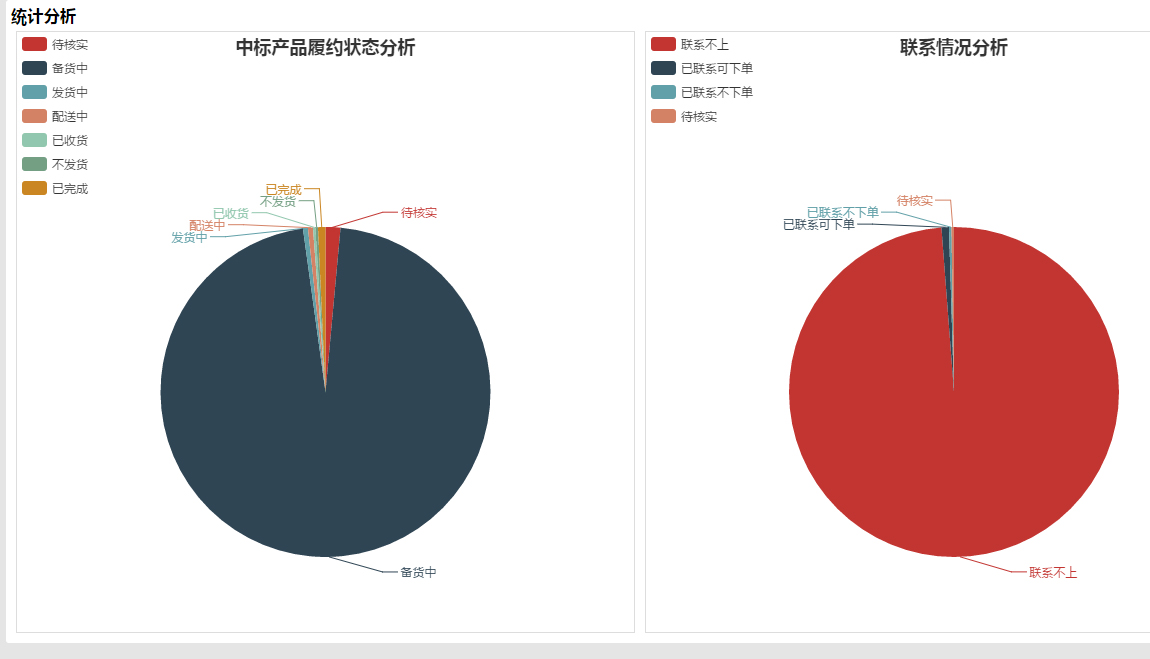 统计分析
中标产品履约状态分析
待核实
备货中
发货中
配送中
已收货
不发货
已完成
已完成
不发货
已收货
配送中
发货中
待核实
备货中
联系情况分析
联系不上
已联系可下单
已联系不下单
待核实
待核实
已联系不下单
已联系可下单
联系不上